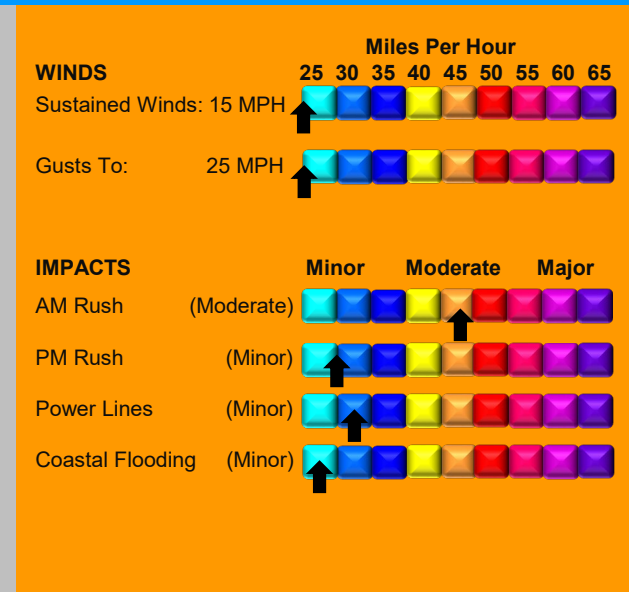 Miles Per Hour
WINDS 25 30 35 40 45 50 55 60 65
Sustained Winds: 15 MPH
Gusts To: 25 MPH
IMPACTS Minor Moderate Major
AM Rush (Moderate)
PM Rush (Minor)
Power Lines (Minor)
Coastal Flooding (Minor)